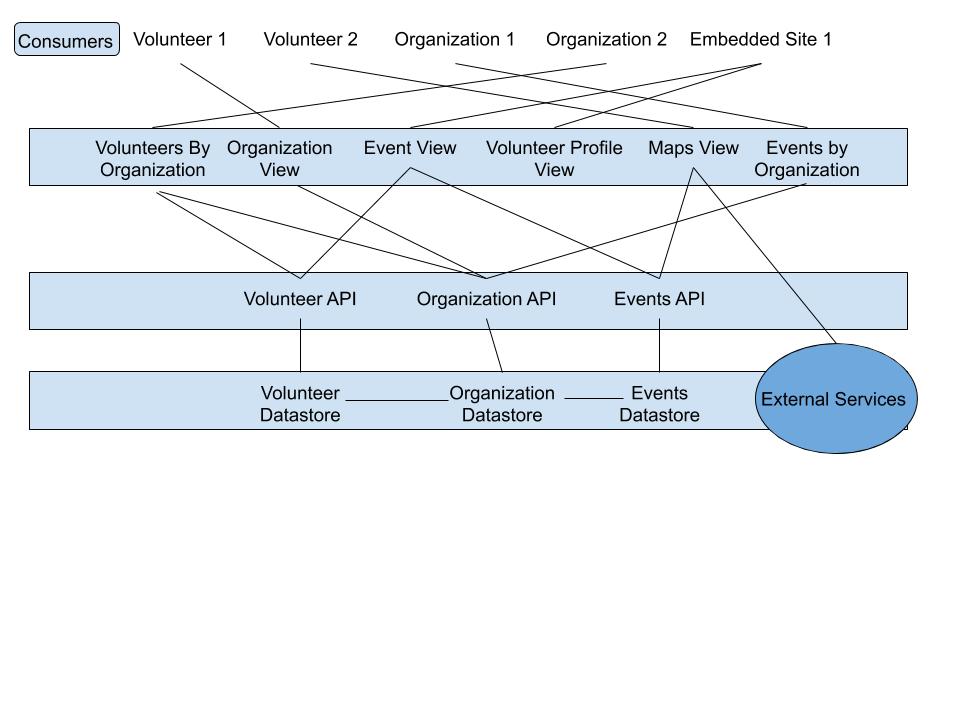 Consumers
Volunteer 1
Volunteer 2
Organization 1
Organization 2
Embedded Site 1
Volunteers By
Organization
Organization
View
Event View
Volunteer Profile
View
Maps View
Events by
Organization
Volunteer API
Organization API
Events API
Volunteer
Datastore
Organization
Datastore
Events
Datastore
External Services